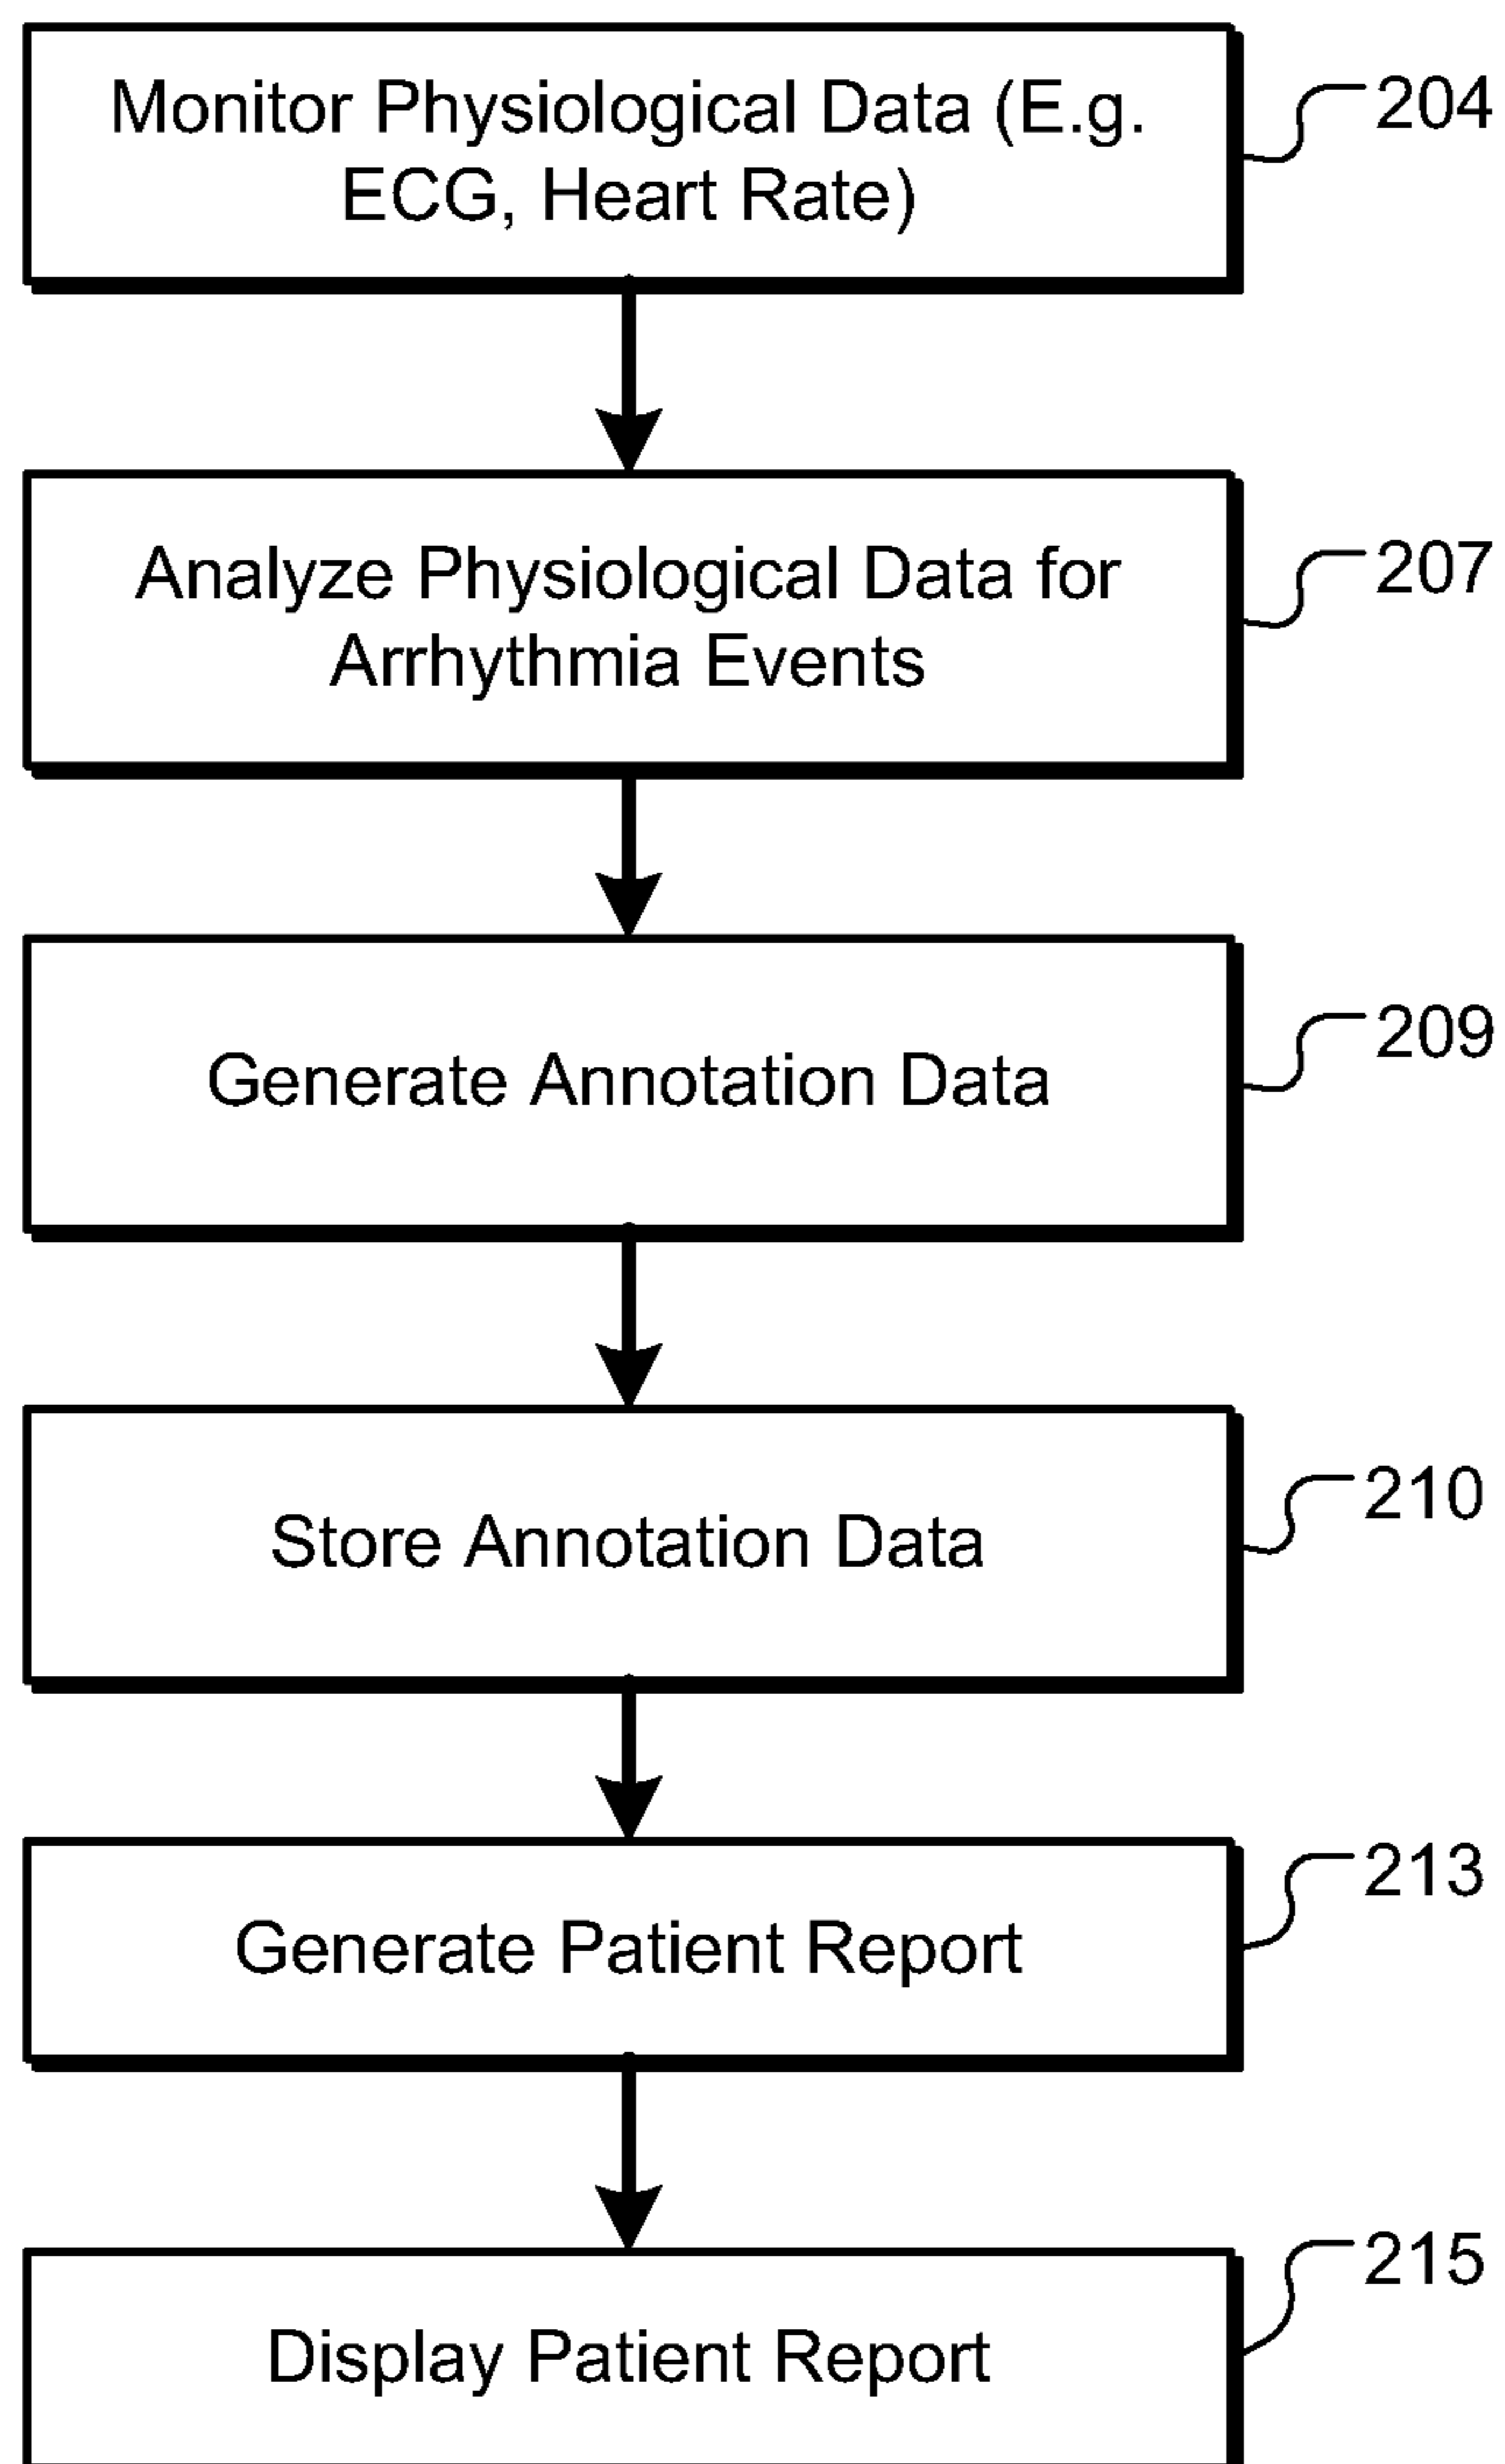 Monitor Physiological Data (E.g.
ECG, Heart Rate)
204
Analyze Physiological Data for
Arrhythmia Events
207
Generate Annotation Data
209
Store Annotation Data
210
Generate Patient Report
213
Display Patient Report
215